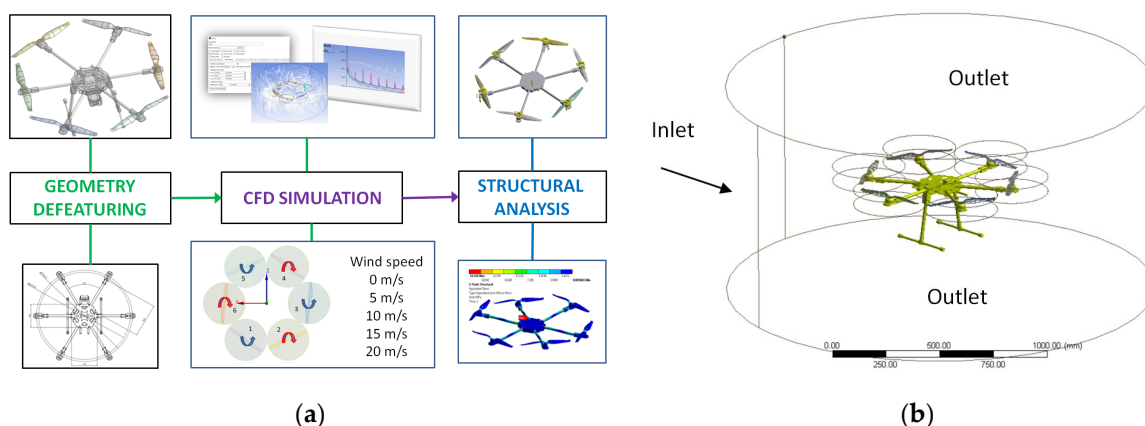 GEOMETRY
DEFEATURING
CFD SIMULATION
STRUCTURAL
ANALYSIS
5
4
6
3
1
2
Wind speed
0 m/s
5 m/s
10 m/s
15 m/s
20 m/s
(a)
Outlet
Inlet
Outlet
0.00
500.00
1000.00 (mm)
250.00
750.00
(b)